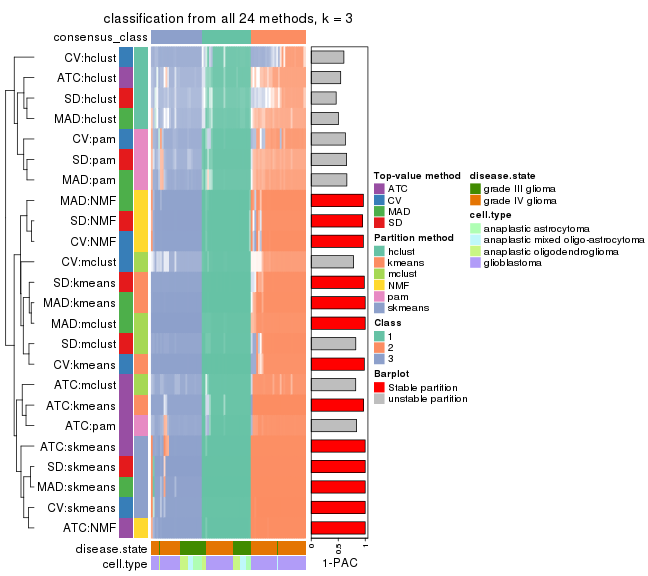 classification from all 24 methods, k = 3
consensus_class
CV:hclust
ATC:hclust
SD:hclust
MAD:hclust
CV:pam
SD:pam
MAD:pam
MAD:NMF
SD:NMF
CV:NMF
CV:mclust
SD:kmeans
MAD:kmeans
MAD:mclust
SD:mclust
CV:kmeans
ATC:mclust
ATC:kmeans
ATC:pam
ATC:skmeans
SD:skmeans
MAD:skmeans
CV:skmeans
ATC:NMF
disease.state
cell.type
0
0.5
1
1-PAC
Top-value method
ATC
CV
MAD
SD
Partition method
hclust
kmeans
mclust
NMF
pam
skmeans
Class
1
2
3
Barplot
Stable partition
unstable partition
disease.state
grade III glioma
grade IV glioma
cell.type
anaplastic astrocytoma
anaplastic mixed oligo-astrocytoma
anaplastic oligodendroglioma
glioblastoma